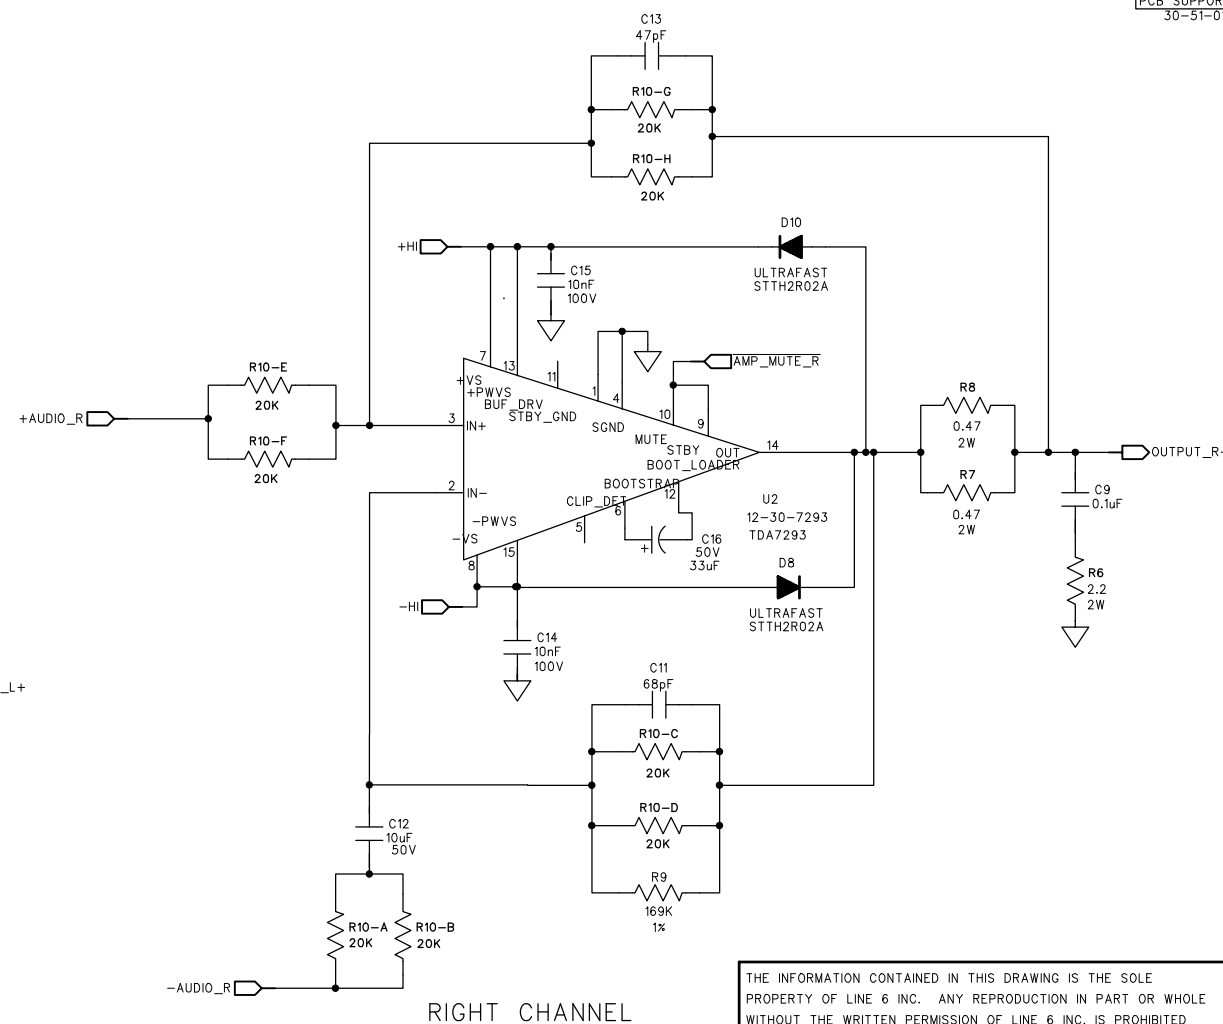 PCB SUPPOR
30-51-0
C13
47pF
R10-G
20K
R10-H
20K
+HI
D10
ULTRAFAST
STTH2R02A
C15
10nF
100V
AMP_MUTE_R
R10-E
20K
+AUDIO_R
R10-F
20K
7
13
11
1
4
10
9
+VS
+PWVS
BUF_DRV
STBY_GND
SGND
MUTE
STBY
OUT
14
BOOT_LOADER
BOOTSTRAP
12
3
IN+
2
IN-
CLIP_DET
6
5
-PWVS
-VS
15
8
U2
12-30-7293
TDA7293
C16
50V
33uF
+
R8
0.47
2W
R7
0.47
2W
OUTPUT_R
C9
0.1uF
R6
2.2
2W
D8
ULTRAFAST
STTH2R02A
-HI
C14
10nF
100V
_L+
C11
68pF
R10-C
20K
R10-D
20K
R9
169K
1%
C12
10uF
50V
R10-A
20K
R10-B
20K
-AUDIO_R
RIGHT CHANNEL
THE INFORMATION CONTAINED IN THIS DRAWING IS THE SOLE
PROPERTY OF LINE 6 INC. ANY REPRODUCTION IN PART OR WHOLE
WITHOUT THE WRITTEN PERMISSION OF LINE 6 INC. IS PROHIBITED